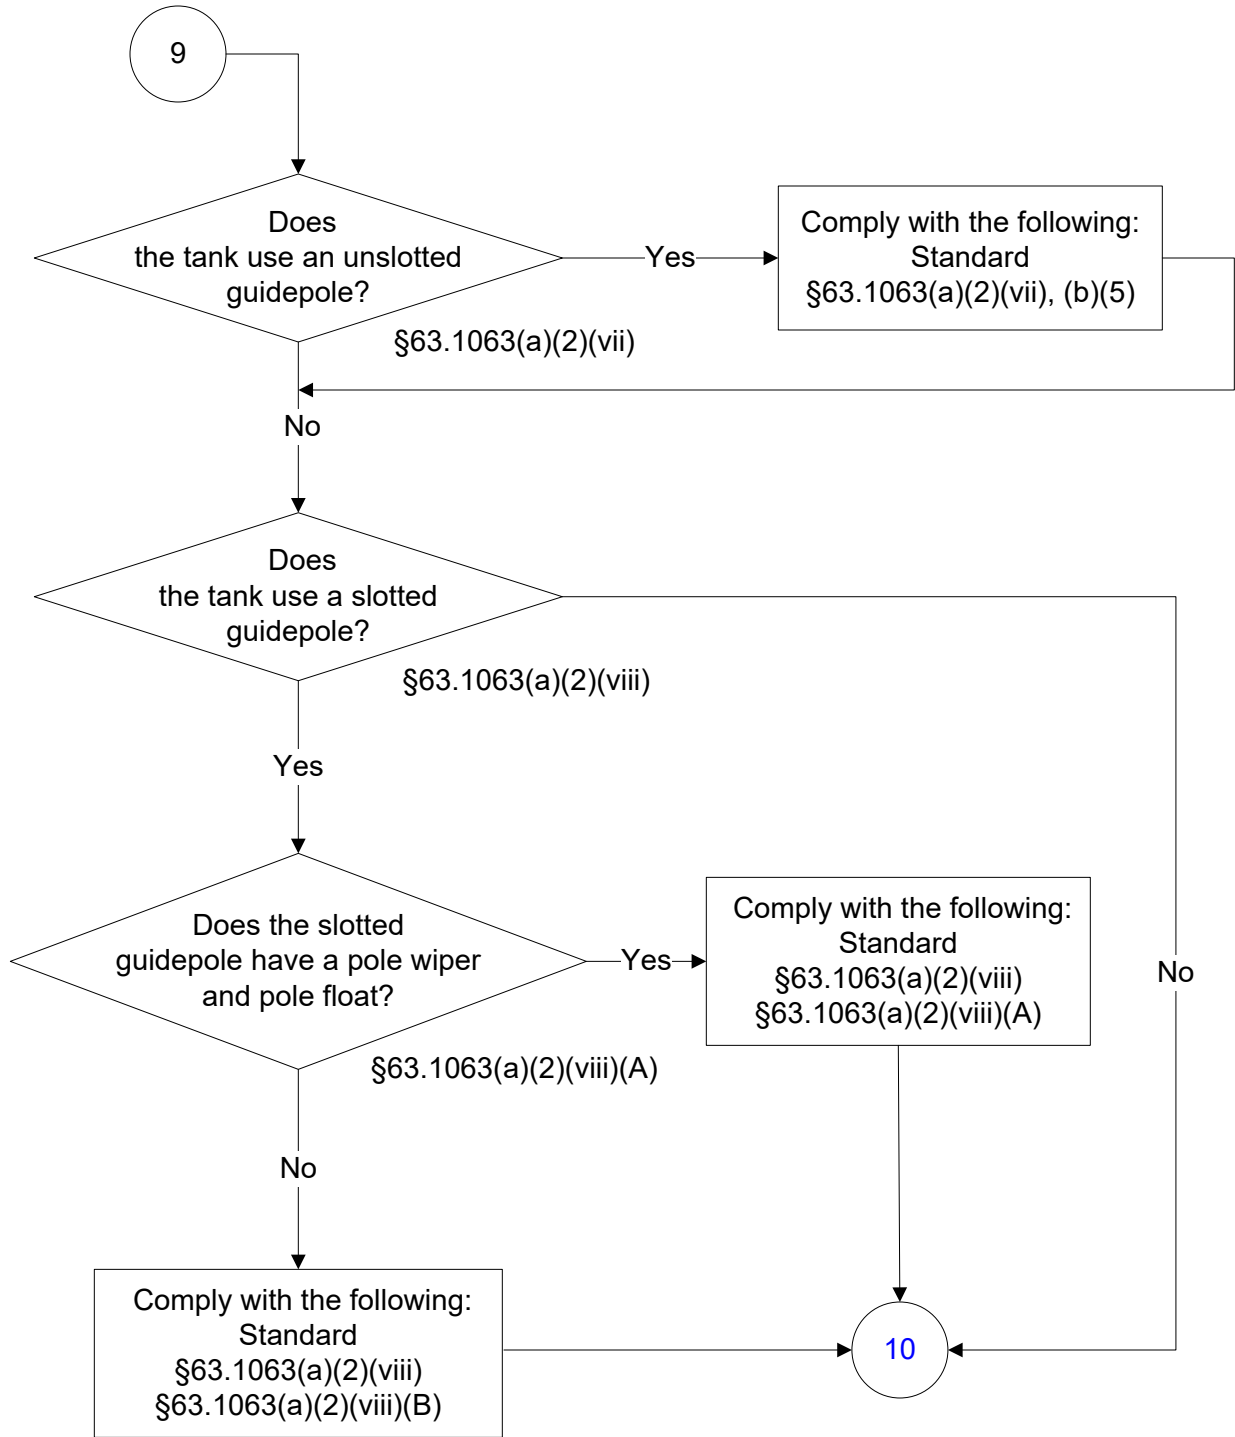 9
Does
the tank use an unslotted
guidepole?
Yes
Comply with the following:
Standard
§63.1063(a)(2)(vii), (b)(5)
§63.1063(a)(2)(vii)
No
Does
the tank use a slotted
guidepole?
§63.1063(a)(2)(viii)
Yes
Does the slotted
guidepole have a pole wiper
and pole float?
Yes
Comply with the following:
Standard
§63.1063(a)(2)(viii)
§63.1063(a)(2)(viii)(A)
No
§63.1063(a)(2)(viii)(A)
No
Comply with the following:
Standard
§63.1063(a)(2)(viii)
§63.1063(a)(2)(viii)(B)
10